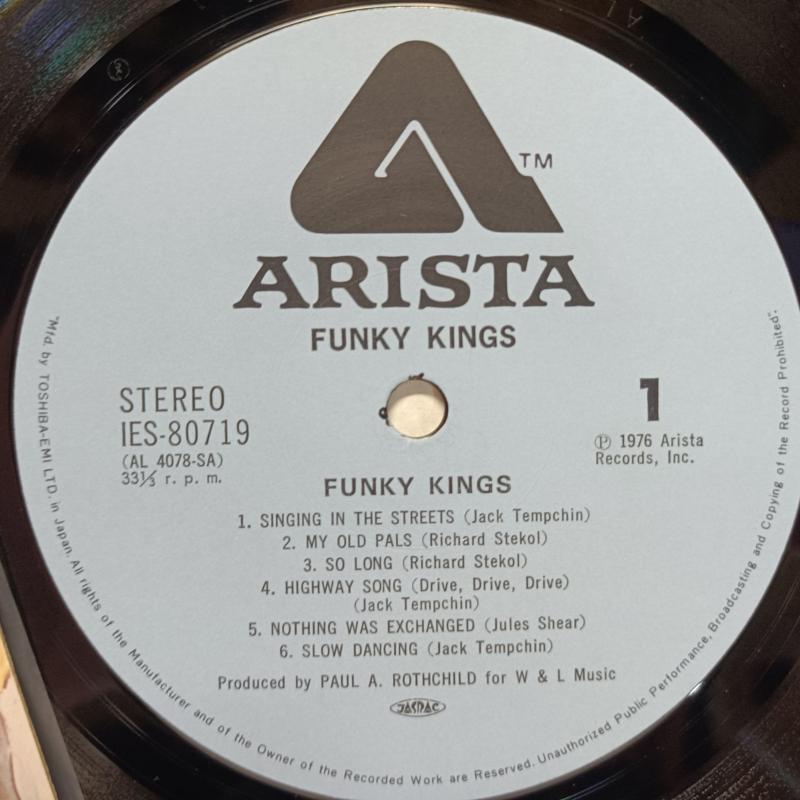 TM
ARISTA
FUNKY KINGS
STEREO
IES-80719
(AL 4078-SA)
33⅓ r. p. m.
1
Ⓟ 1976 Arista
Records, Inc.
FUNKY KINGS
1. SINGING IN THE STREETS (Jack Tempchin)
2. MY OLD PALS (Richard Stekol)
3. SO LONG (Richard Stekol)
4. HIGHWAY SONG (Drive, Drive, Drive)
(Jack Tempchin)
5. NOTHING WAS EXCHANGED (Jules Shear)
6. SLOW DANCING (Jack Tempchin)
Produced by PAUL A. ROTHCHILD for W & L Music
JASRAC
"Mfd. by TOSHIBA-EMI LTD. in Japan. All rights of the Manufacturer and of the Owner of the Recorded Work are Reserved. Unauthorized Public Performance, Broadcasting and Copying of the Record Prohibited".